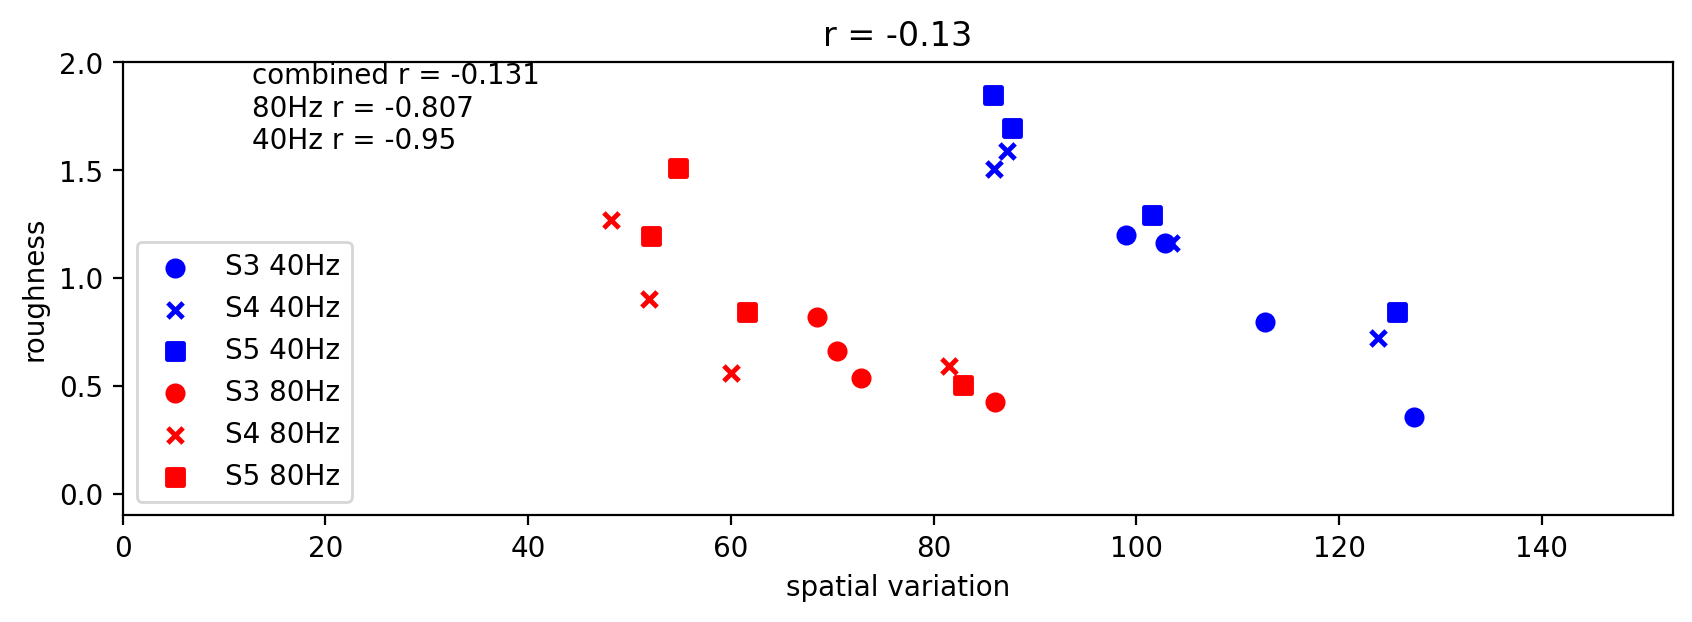 r = -0.13
combined r = -0.131
80Hz r = -0.807
40Hz r = -0.95
2.0
1.5
1.0
0.5
0.0
roughness
S3 40Hz
S4 40Hz
S5 40Hz
S3 80Hz
S4 80Hz
S5 80Hz
0 20 40 60 80 100 120 140
spatial variation